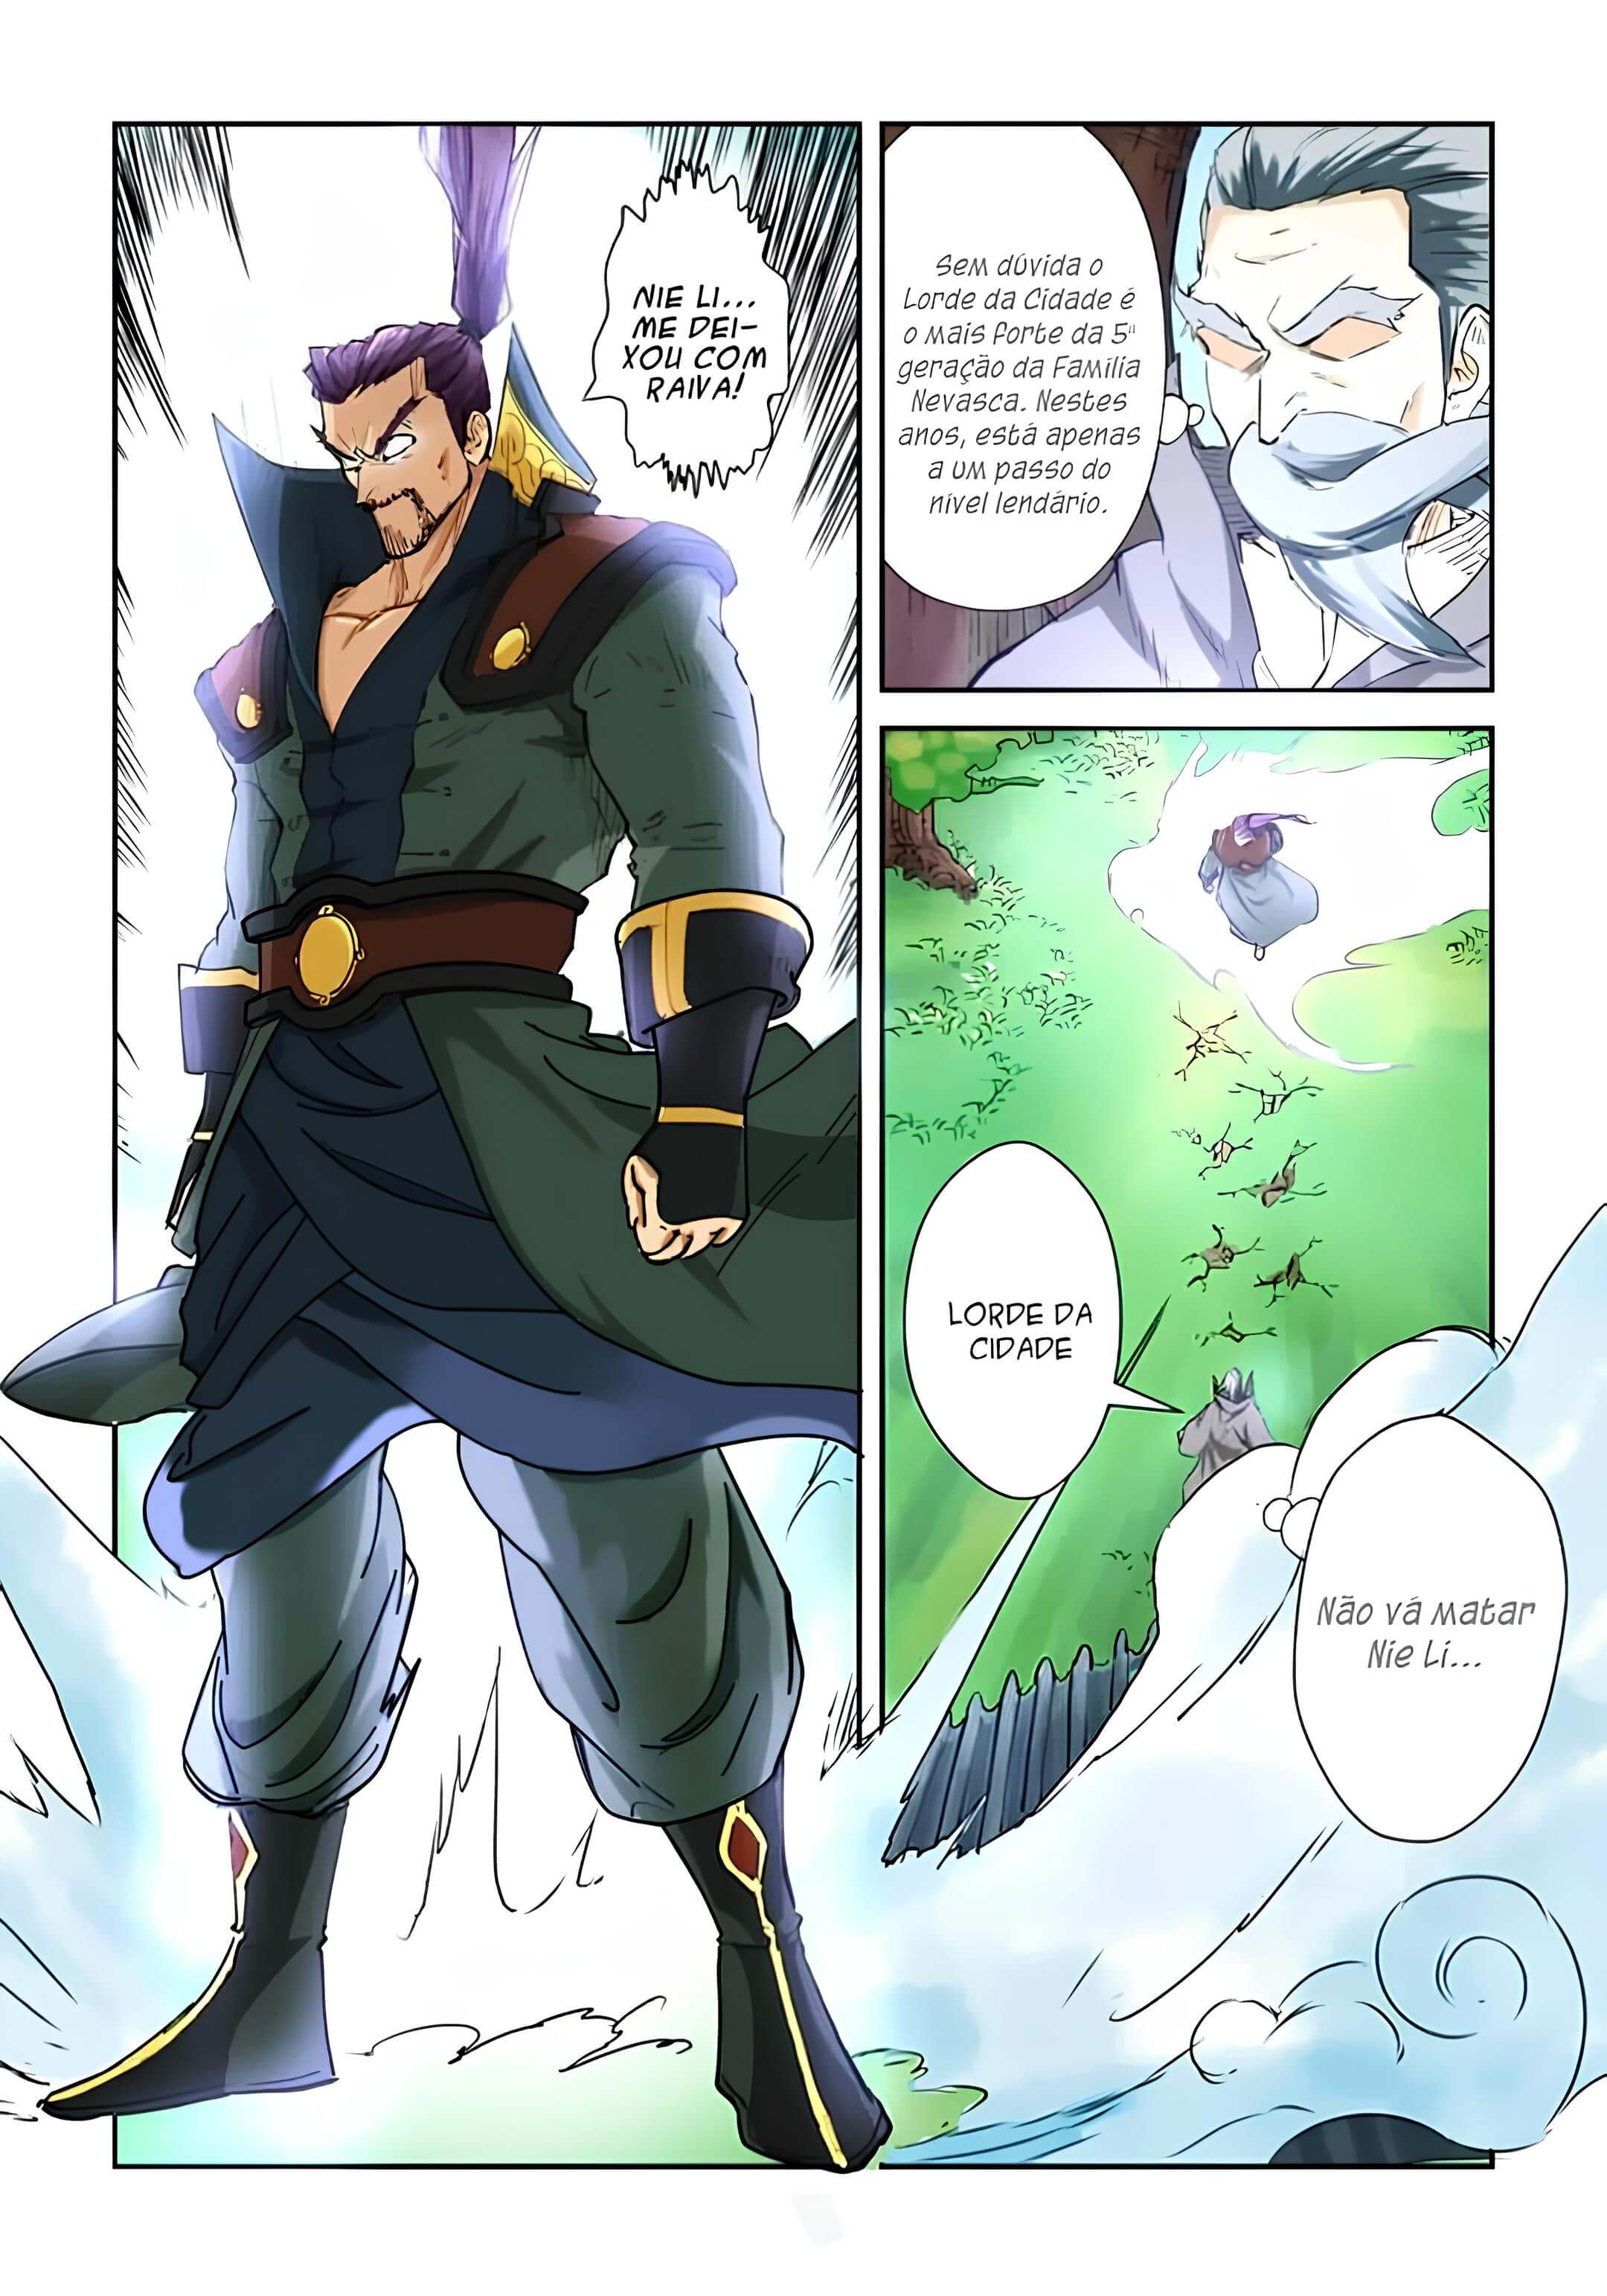 NIE LI...
ME DEI-
XOU COM
RAIVA!
Sem dúvida o
Lorde da Cidade é
o mais forte da 5ª
geração da Família
Nevasca. Nestes
anos, está apenas
a um passo do
nível lendário.
LORDE DA
CIDADE
Não vá matar
Nie Li...